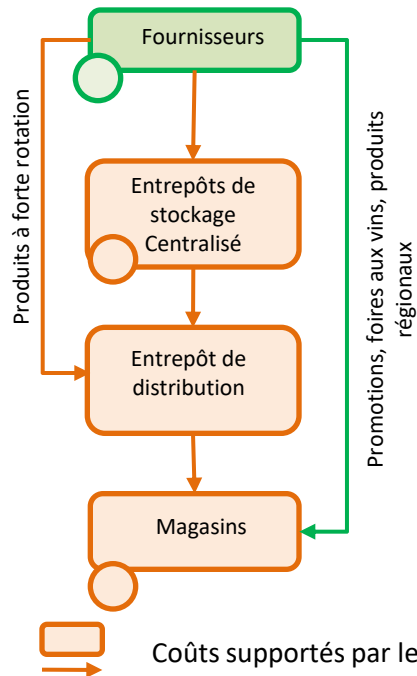 Fournisseurs
Produits à forte rotation
Entrepôts de
stockage
Centralisé
Promotions, foires aux vins, produits
régionaux
Entrepôt de
distribution
Magasins
Coûts supportés par le